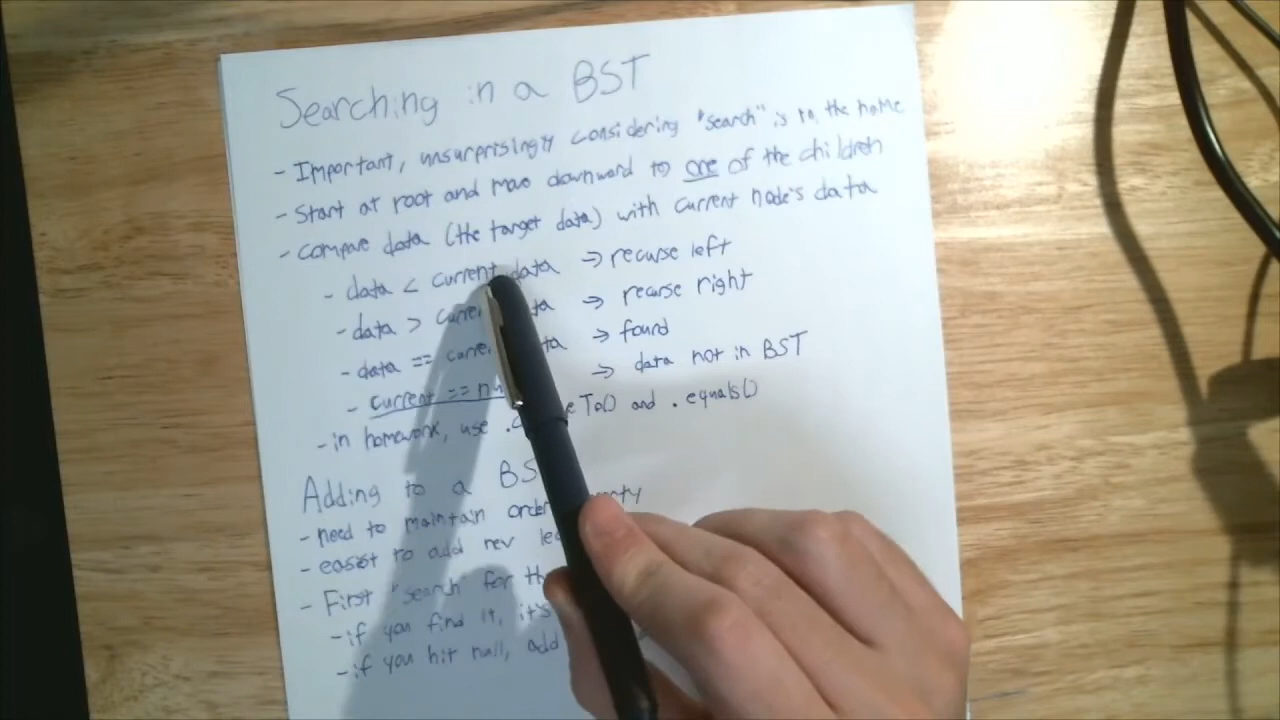 Searching in a BST
- Important, unsurprisingly considering "search" is in the name
- Start at root and move downward to one of the children
- Compare data (the target data) with current node's data
- data < current data → recurse left
- data > → recurse right
- data == → found
- current == → data not in BST
- in homework, use and .equals()
Adding to a
- need to maintain order
- easiest to add new
- First "search" for
- if you find it, it's
- if you hit null, add